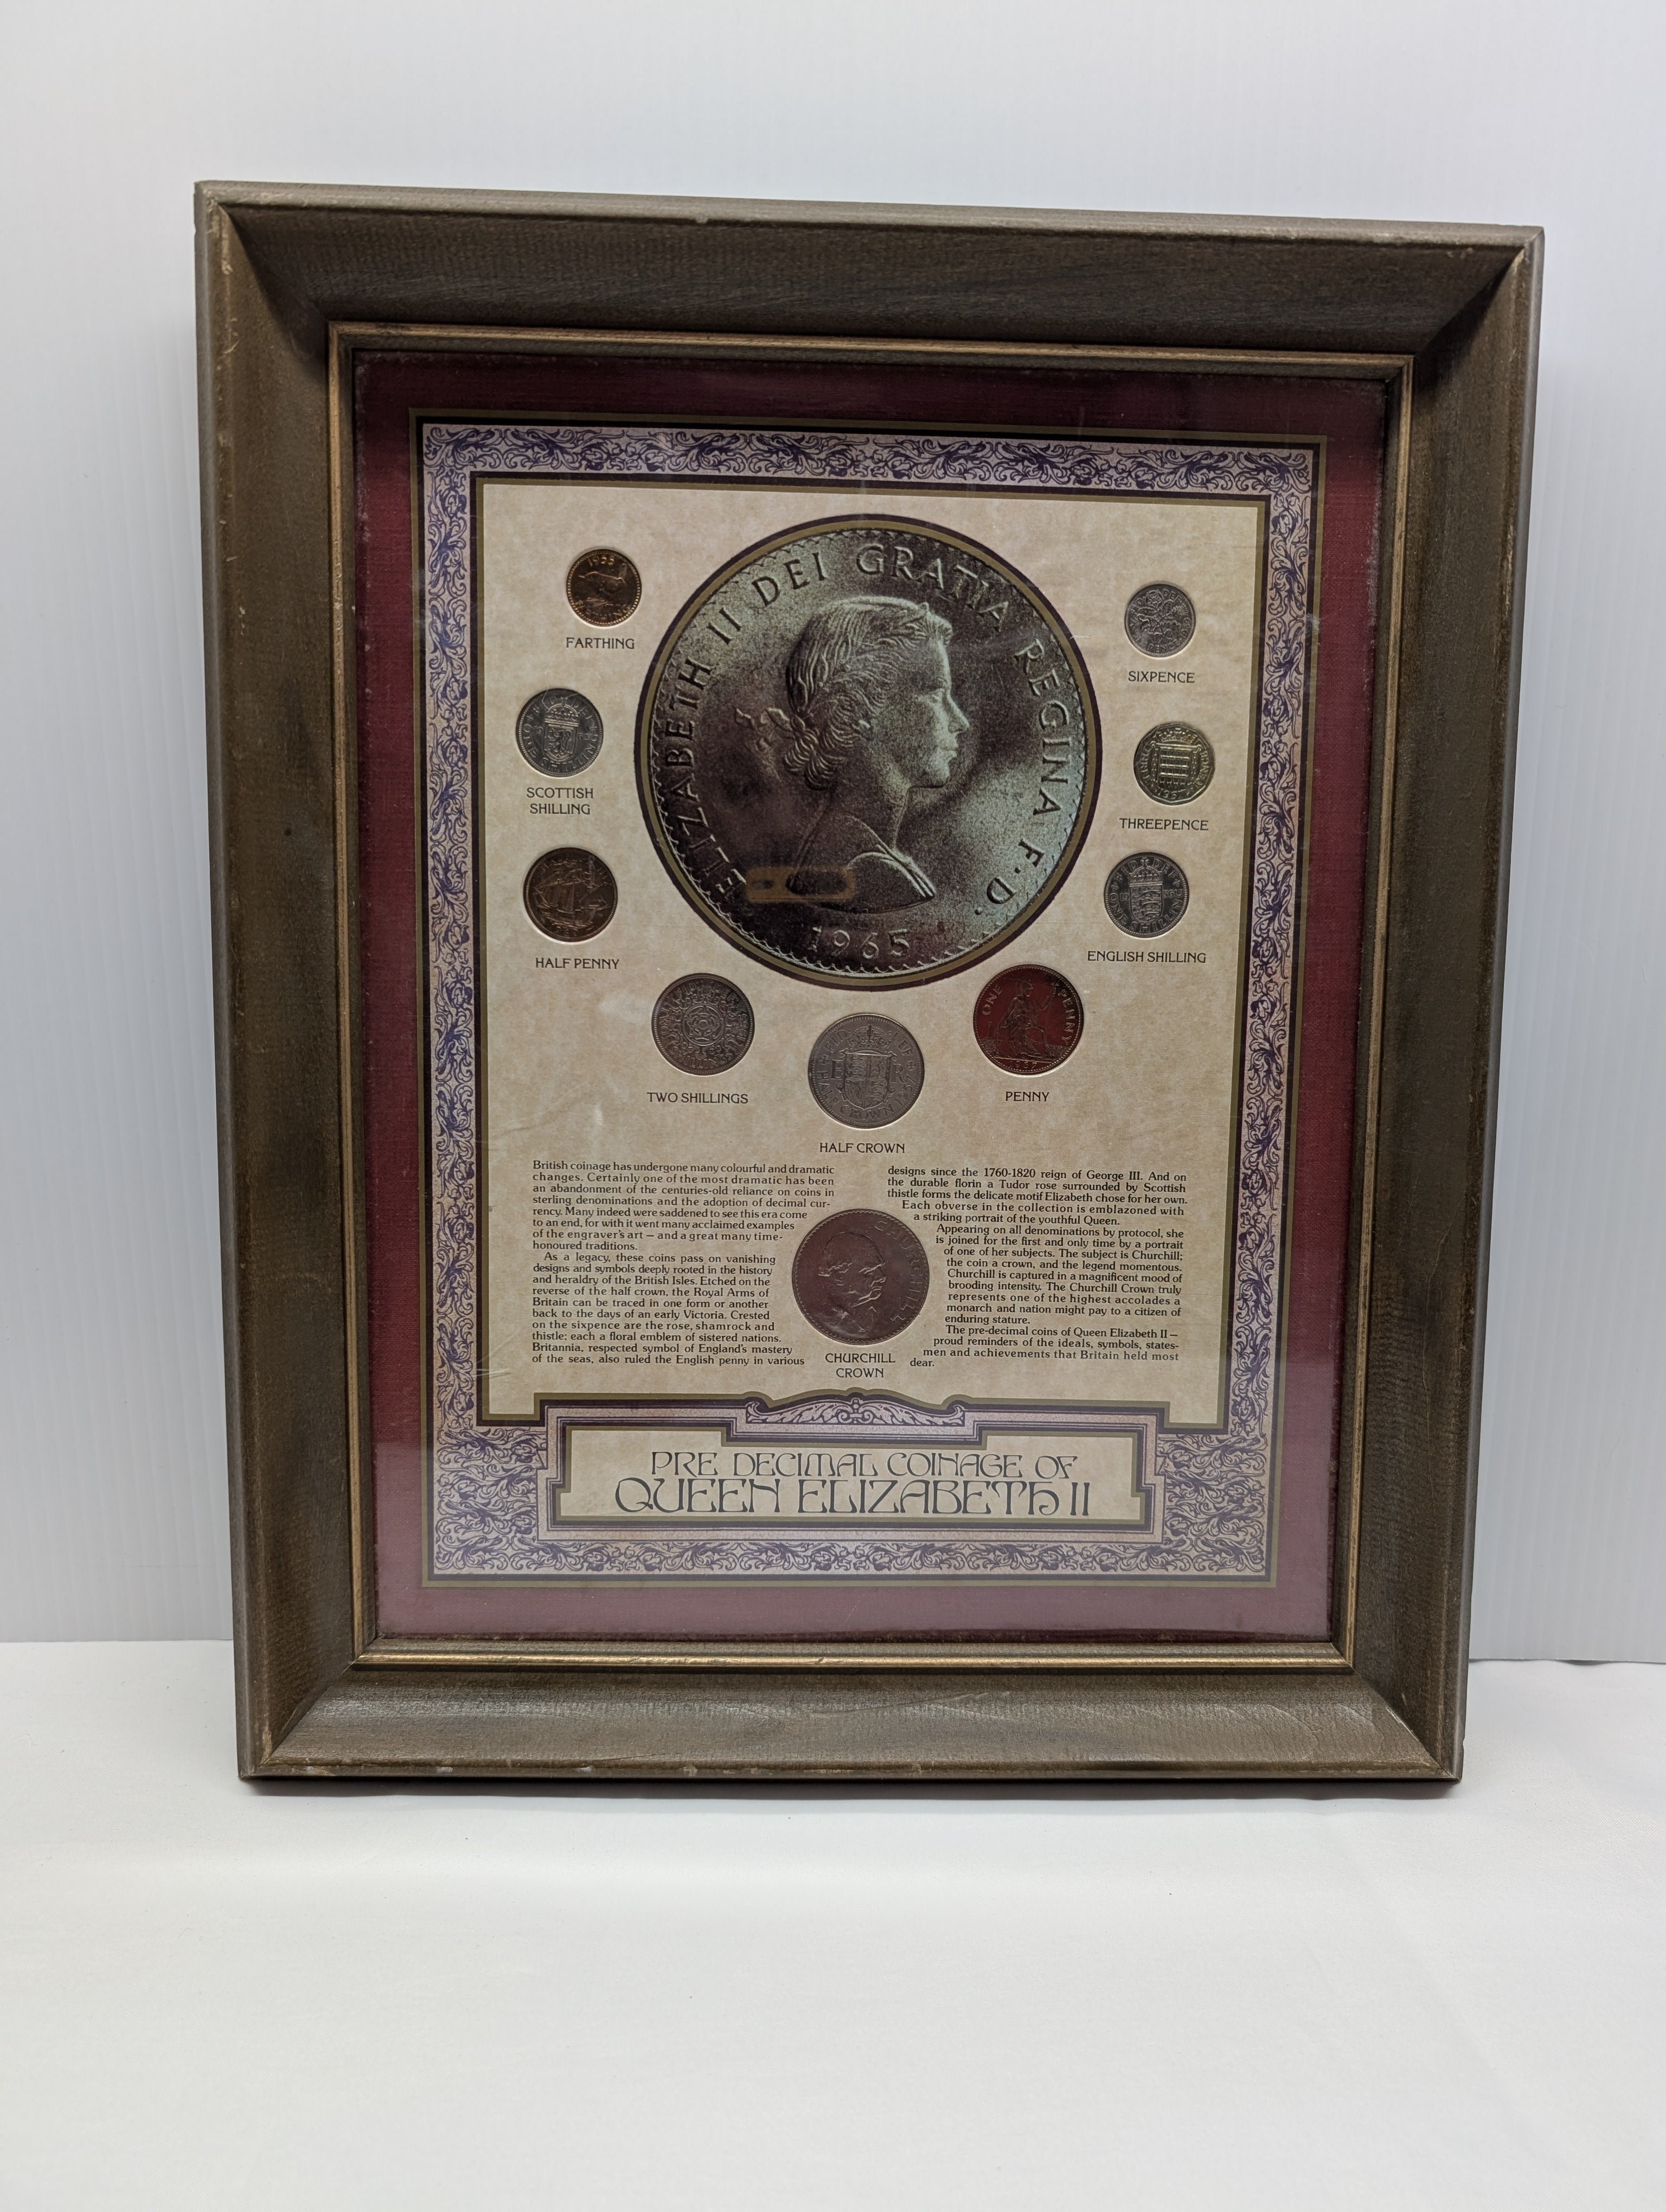 ELIZABETH II DEI GRATIA REGINA F.D.
1965
1955
FARTHING
SIXPENCE
SCOTTISH
SHILLING
THREEPENCE
HALF PENNY
ENGLISH SHILLING
ONE PENNY
TWO SHILLINGS
PENNY
CROWN
HALF CROWN
British coinage has undergone many colourful and dramatic
changes. Certainly one of the most dramatic has been
an abandonment of the centuries-old reliance on coins in
sterling denominations and the adoption of decimal cur-
rency. Many indeed were saddened to see this era come
to an end, for with it went many acclaimed examples
of the engraver's art — and a great many time-
honoured traditions.
As a legacy, these coins pass on vanishing
designs and symbols deeply rooted in the history
and heraldry of the British Isles. Etched on the
reverse of the half crown, the Royal Arms of
Britain can be traced in one form or another
back to the days of an early Victoria. Crested
on the sixpence are the rose, shamrock and
thistle; each a floral emblem of sistered nations.
Britannia, respected symbol of England's mastery
of the seas, also ruled the English penny in various
designs since the 1760-1820 reign of George III. And on
the durable florin a Tudor rose surrounded by Scottish
thistle forms the delicate motif Elizabeth chose for her own.
Each obverse in the collection is emblazoned with
a striking portrait of the youthful Queen.
Appearing on all denominations by protocol, she
is joined for the first and only time by a portrait
of one of her subjects. The subject is Churchill;
the coin a crown, and the legend momentous.
Churchill is captured in a magnificent mood of
brooding intensity. The Churchill Crown truly
represents one of the highest accolades a
monarch and nation might pay to a citizen of
enduring stature.
The pre-decimal coins of Queen Elizabeth II —
proud reminders of the ideals, symbols, states-
men and achievements that Britain held most
dear.
CHURCHILL
CHURCHILL
CROWN
PRE DECIMAL COINAGE OF
QUEEN ELIZABETH II